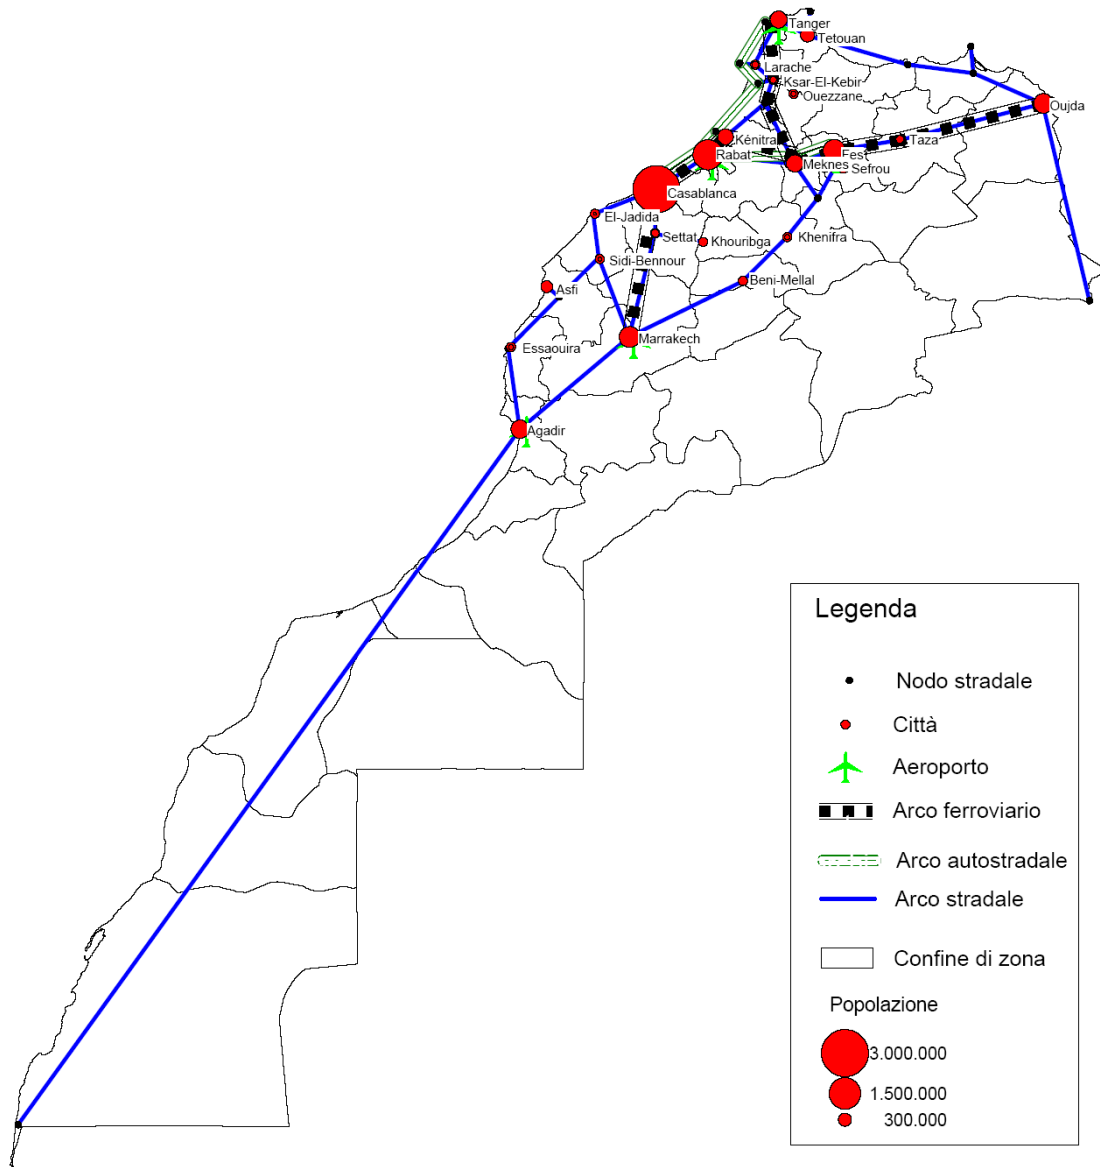 Tanger
Tetouan
Larache
Ksar-El-Kebir
Ouezzane
Oujda
Kénitra
Taza
Rabat
Fest
Meknes
Sefrou
Casablanca
El-Jadida
Settat
Khouribga
Khenifra
Sidi-Bennour
Beni-Mellal
Asfi
Marrakech
Essaouira
Agadir
Legenda
Nodo stradale
Città
Aeroporto
Arco ferroviario
Arco autostradale
Arco stradale
Confine di zona
Popolazione
3.000.000
1.500.000
300.000